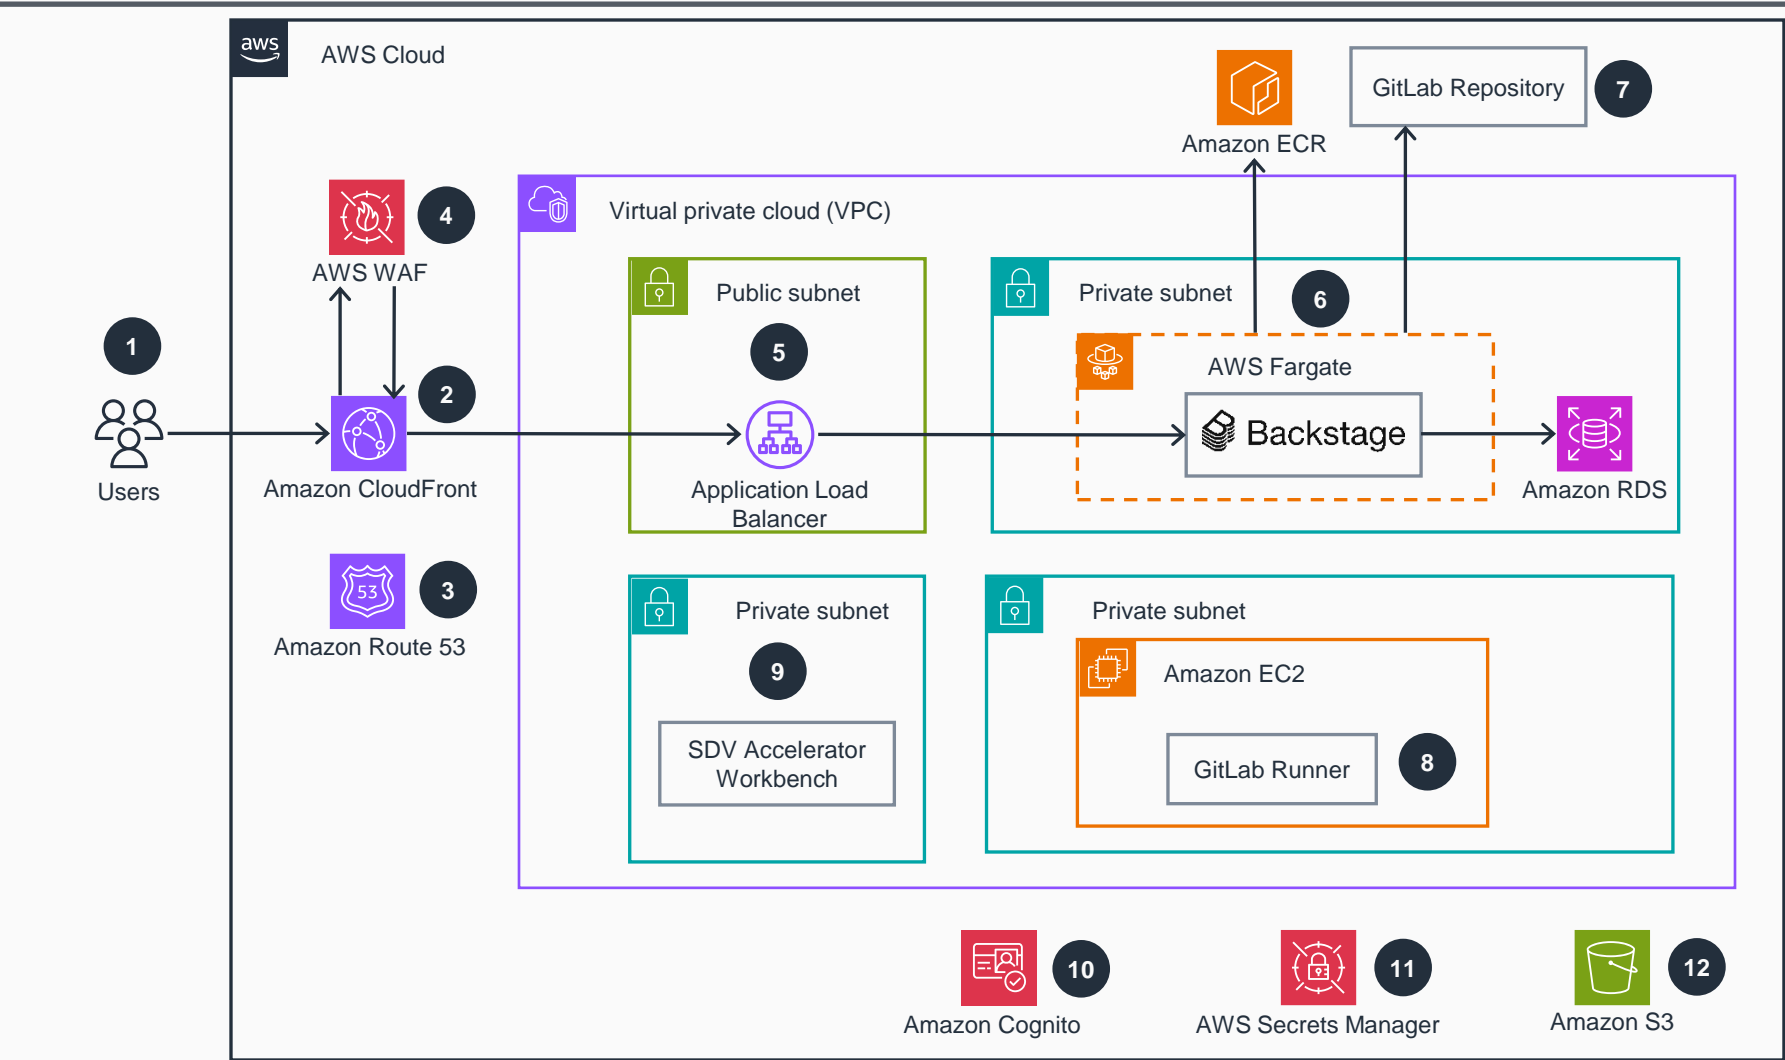 aws
AWS Cloud
GitLab Repository
7
Amazon ECR
4
Virtual private cloud (VPC)
AWS WAF
Public subnet
Private subnet
6
1
5
AWS Fargate
2
Backstage
Users
Amazon CloudFront
Application Load
Balancer
Amazon RDS
53
3
Amazon Route 53
Private subnet
Private subnet
9
Amazon EC2
SDV Accelerator
Workbench
GitLab Runner
8
10
11
12
Amazon Cognito
AWS Secrets Manager
Amazon S3